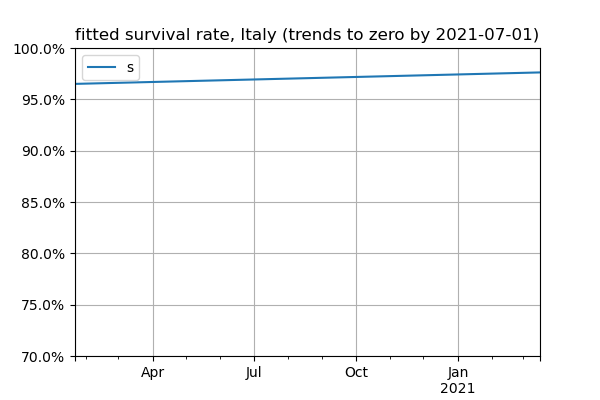 fitted survival rate, Italy (trends to zero by 2021-07-01)
100.0%
s
95.0%
90.0%
85.0%
80.0%
75.0%
70.0%
Apr Jul Oct Jan
2021